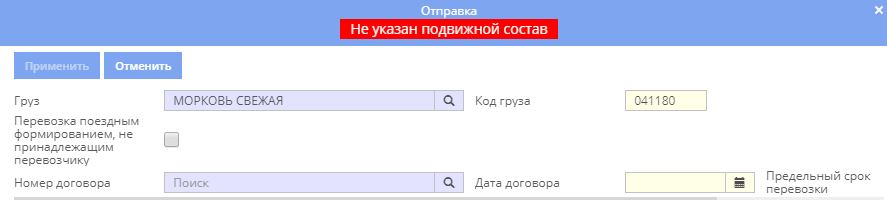 Отправка
Не указан подвижной состав
Применить Отменить
Груз МОРКОВЬ СВЕЖАЯ Код груза 041180
Перевозка поездным
формированием, не
принадлежащим
перевозчику
Номер договора Поиск Дата договора Предельный срок
перевозки